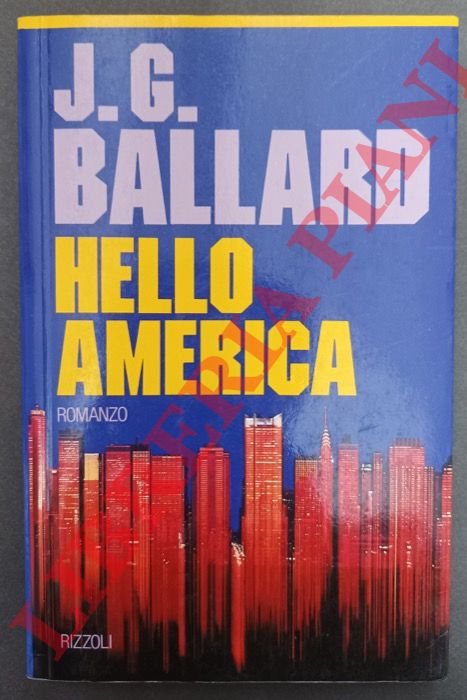 J. G.
BALLARD
HELLO
AMERICA
ROMANZO
RIZZOLI
LIBRERIA PIANI